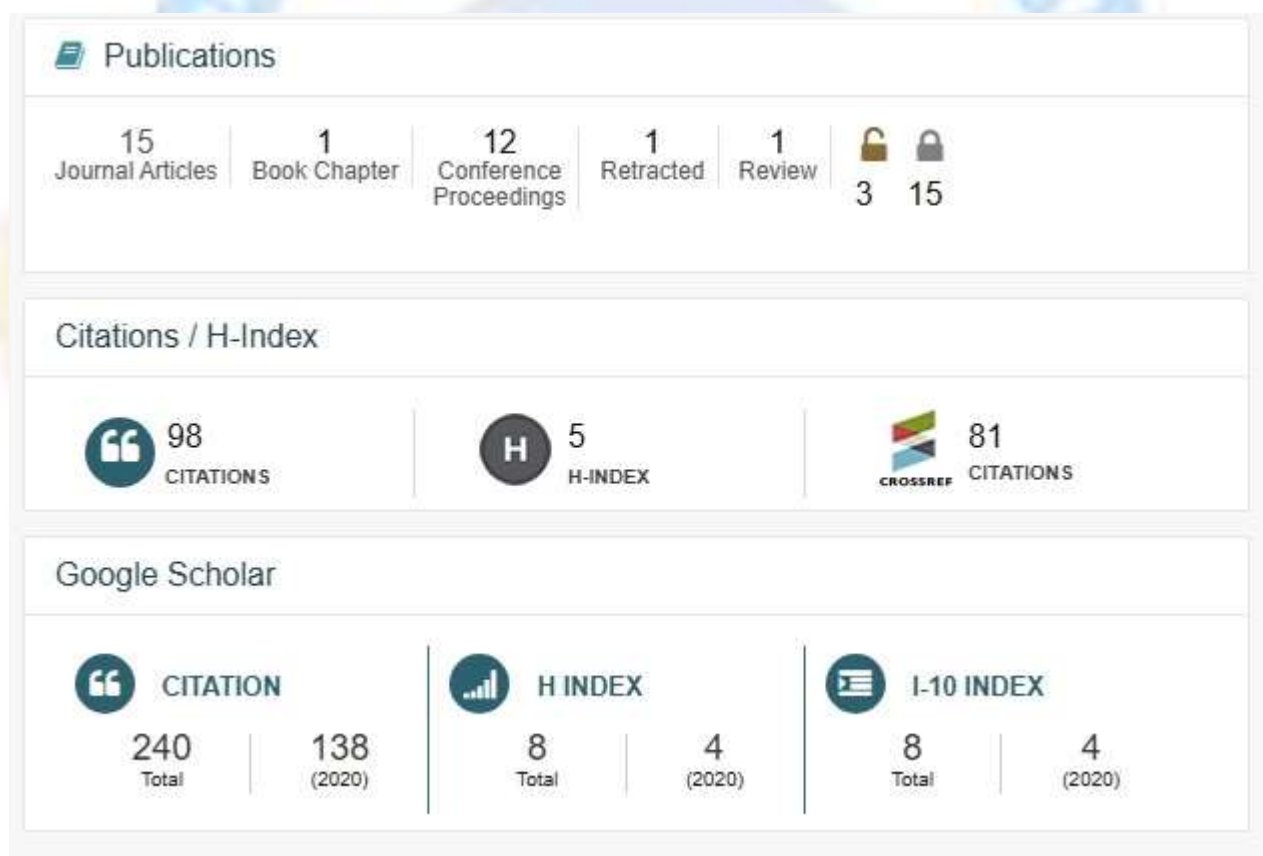 Publications
15 1 12 1 1
Journal Articles Book Chapter Conference Retracted Review
Proceedings
3 15
Citations / H-Index
98 5 81
CITATIONS H-INDEX CROSSREF CITATIONS
H
Google Scholar
CITATION H INDEX I-10 INDEX
240 138 8 4 8 4
Total (2020) Total (2020) Total (2020)